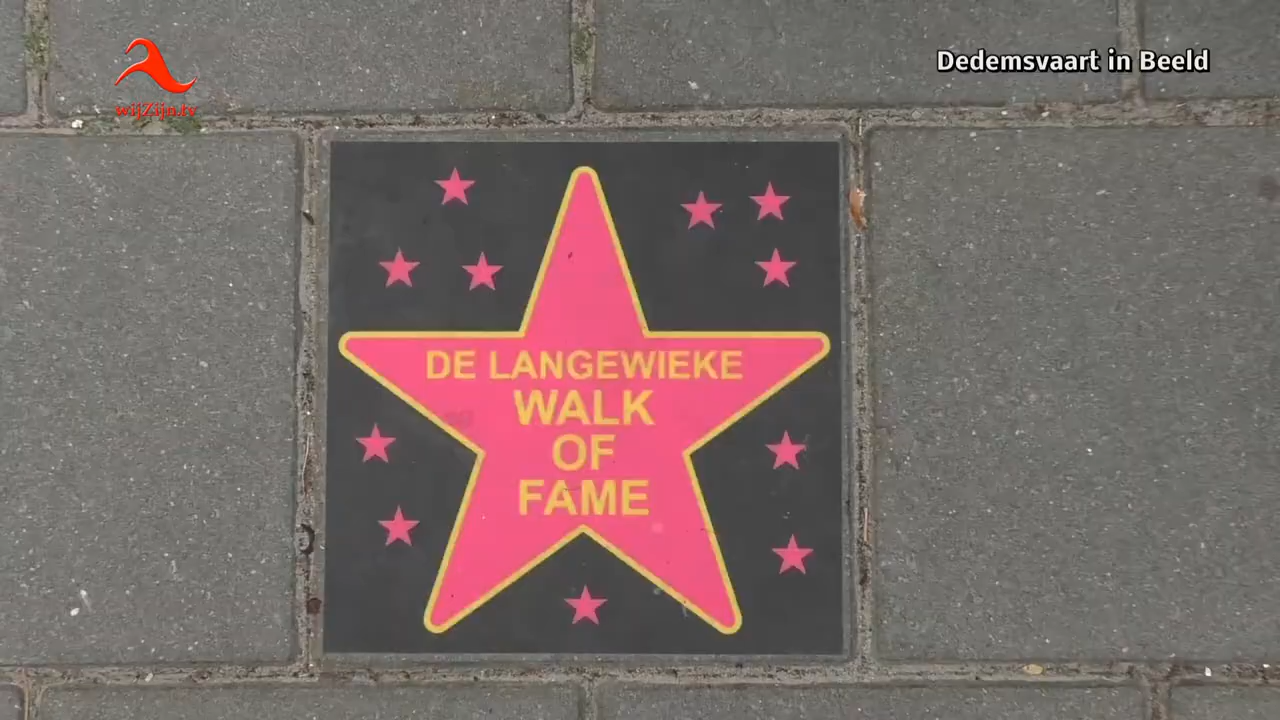 wijZijn.tv
Dedemsvaart in Beeld
DE LANGEWIEKE
WALK
OF
FAME